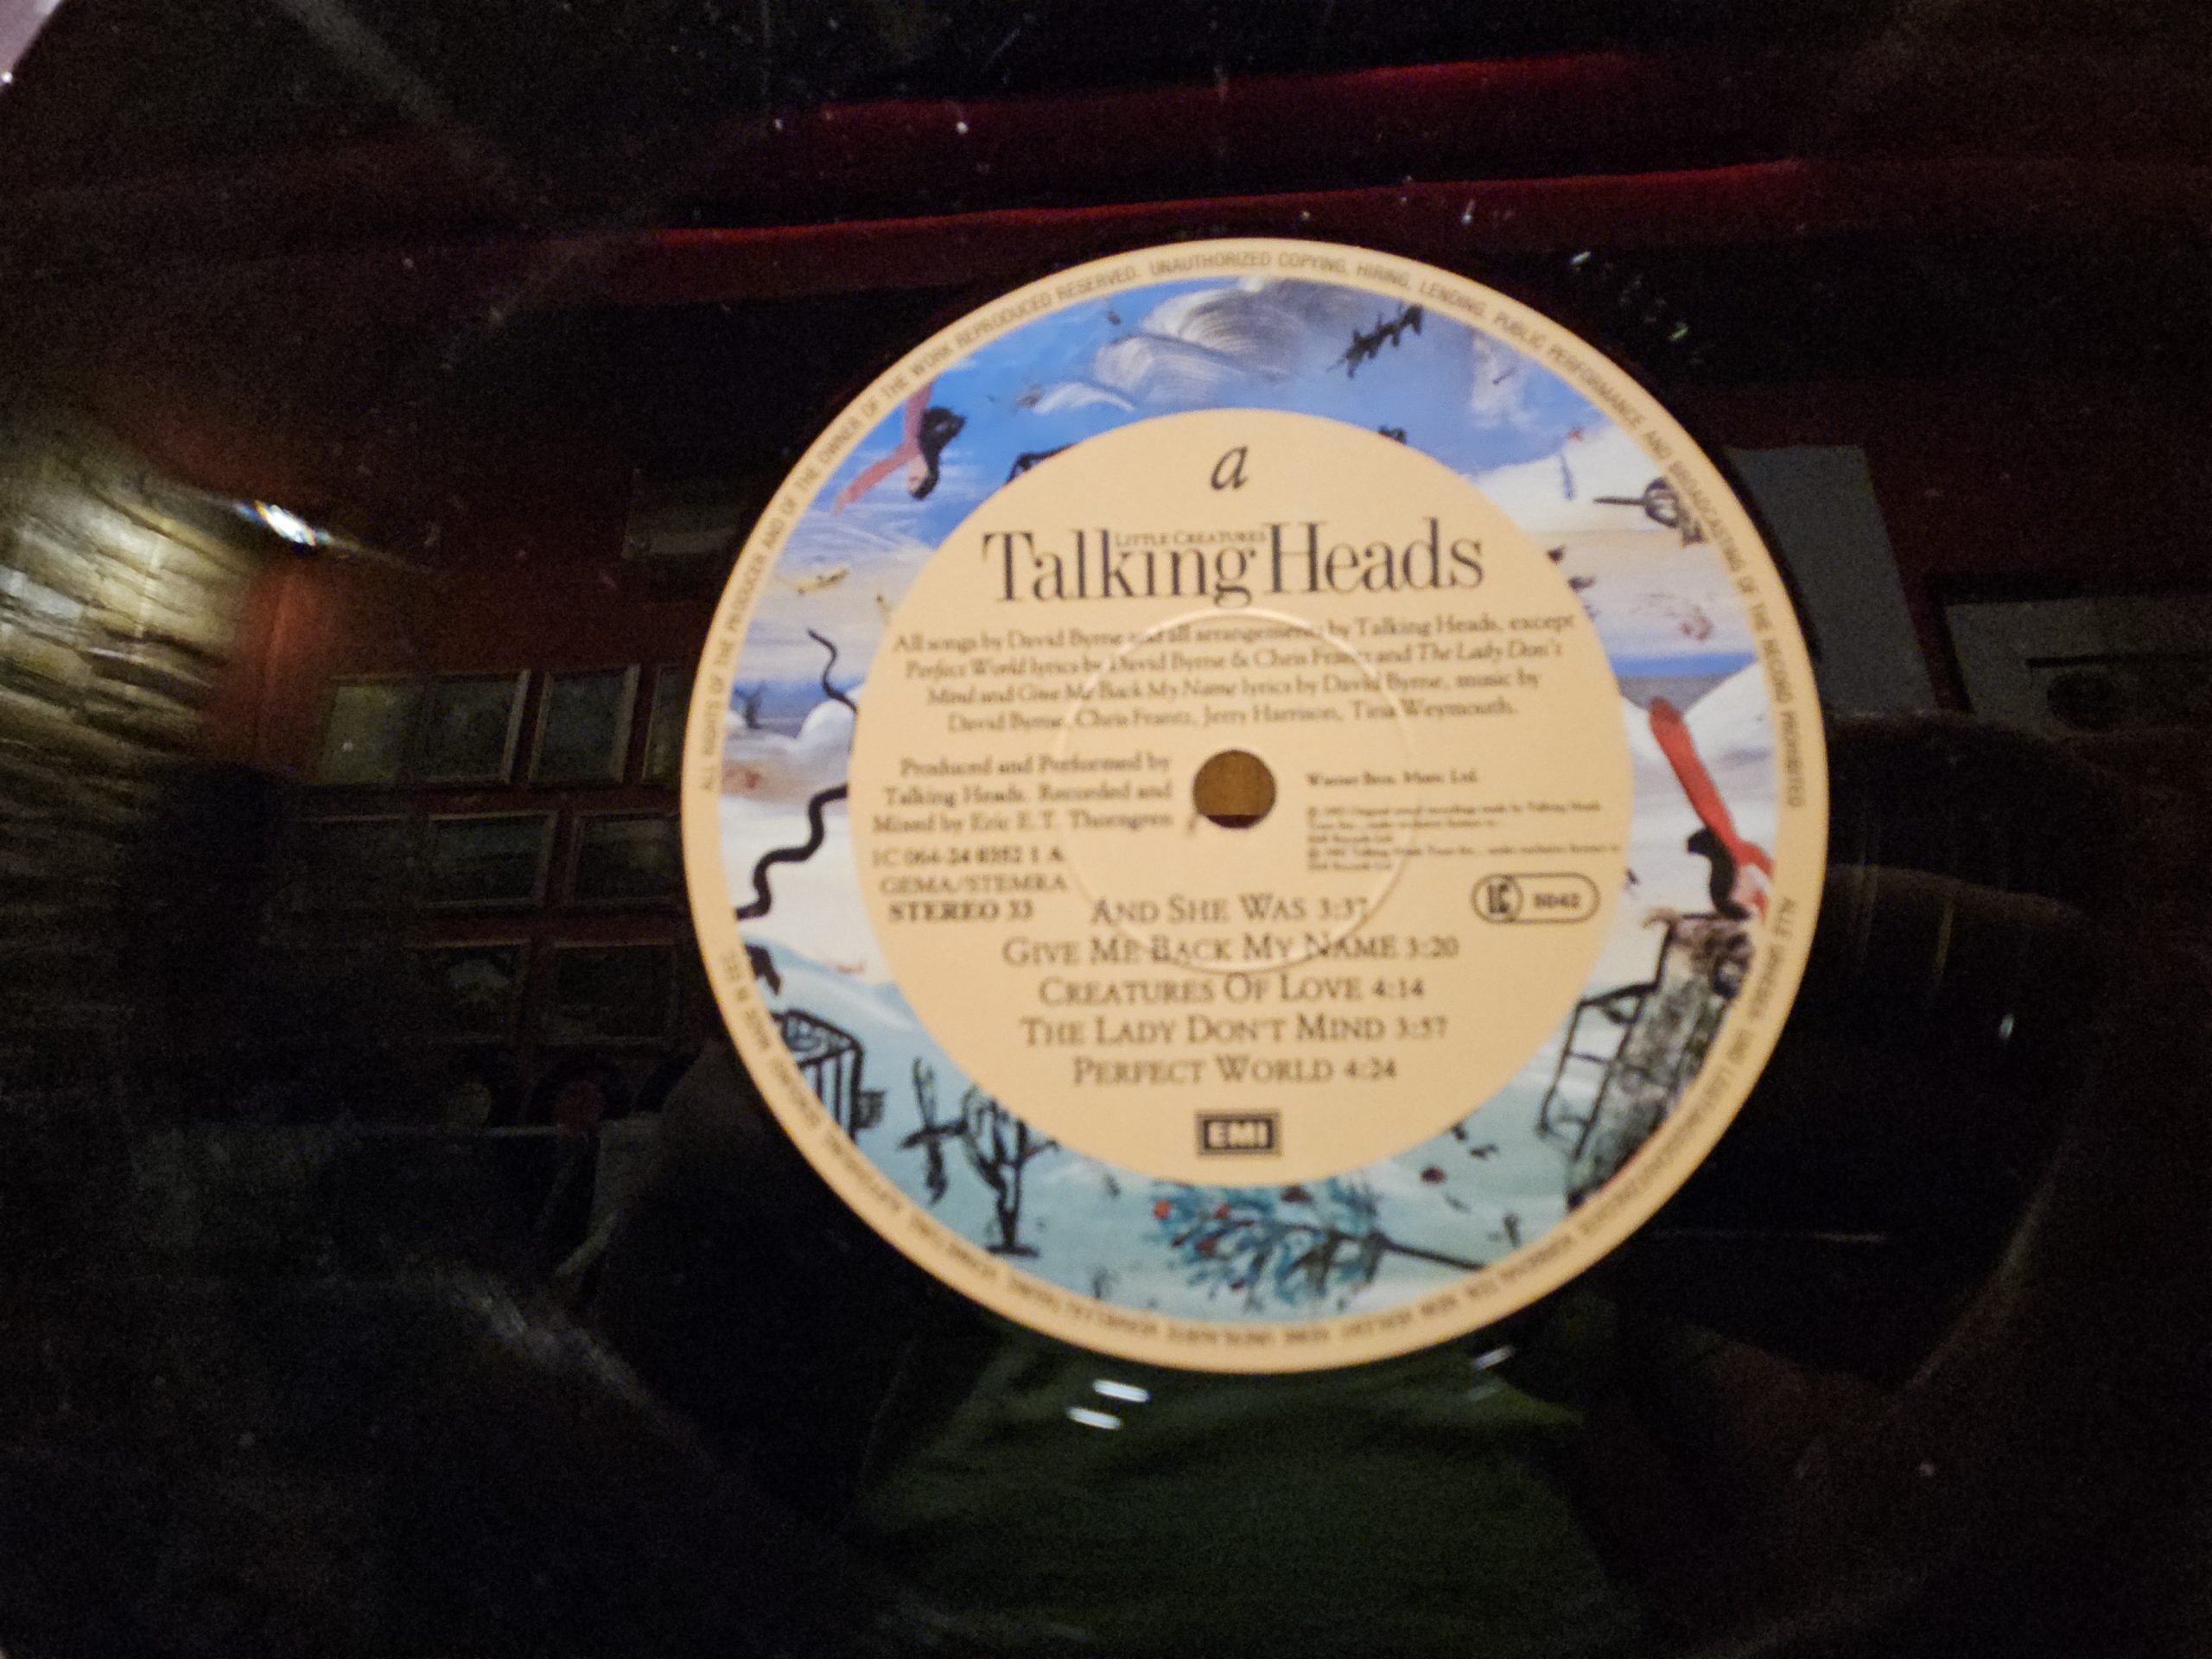 ALL RIGHTS OF THE PRODUCER AND OF THE OWNER OF THE WORK REPRODUCED RESERVED. UNAUTHORIZED COPYING, HIRING, LENDING, PUBLIC PERFORMANCE AND BROADCASTING OF THE RECORD PROHIBITED
a
LITTLE CREATURES
Talking Heads
All songs by David Byrne and all arrangements by Talking Heads, except
Perfect World lyrics by David Byrne & Chris Frantz and The Lady Don't
Mind and Give Me Back My Name lyrics by David Byrne, music by
David Byrne, Chris Frantz, Jerry Harrison, Tina Weymouth.
Produced and Performed by
Talking Heads. Recorded and
Mixed by Eric E.T. Thorngren
Warner Bros. Music Ltd.
1C 064-24 0352 1 A
GEMA/STEMRA
STEREO 33
LC
AND SHE WAS 3:37
GIVE ME BACK MY NAME 3:20
CREATURES OF LOVE 4:14
THE LADY DON'T MIND 3:57
PERFECT WORLD 4:24
EMI